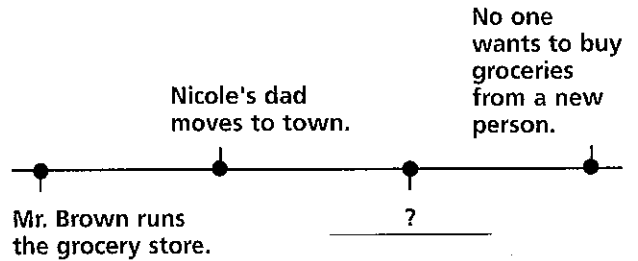 No one
wants to buy
groceries
from a new
person.
Nicole's dad
moves to town.
Mr. Brown runs
the grocery store.
?